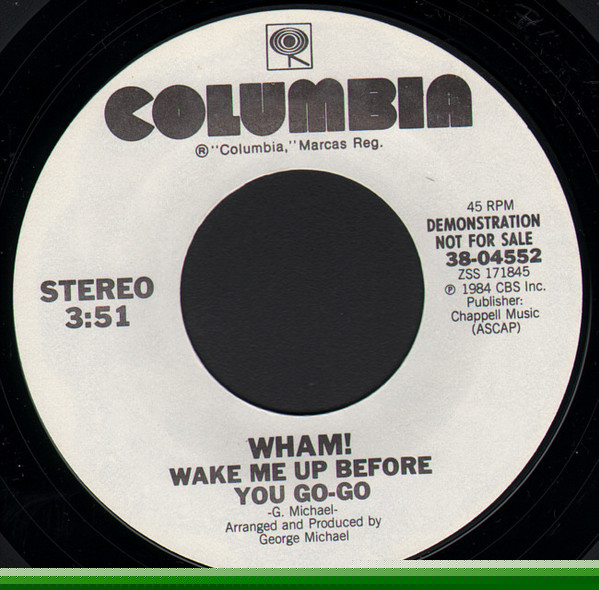 COLUMBIA
®"Columbia," Marcas Reg.
45 RPM
DEMONSTRATION
NOT FOR SALE
38-04552
ZSS 171845
℗ 1984 CBS Inc.
Publisher:
Chappell Music
(ASCAP)
STEREO
3:51
WHAM!
WAKE ME UP BEFORE
YOU GO-GO
-G. Michael-
Arranged and Produced by
George Michael